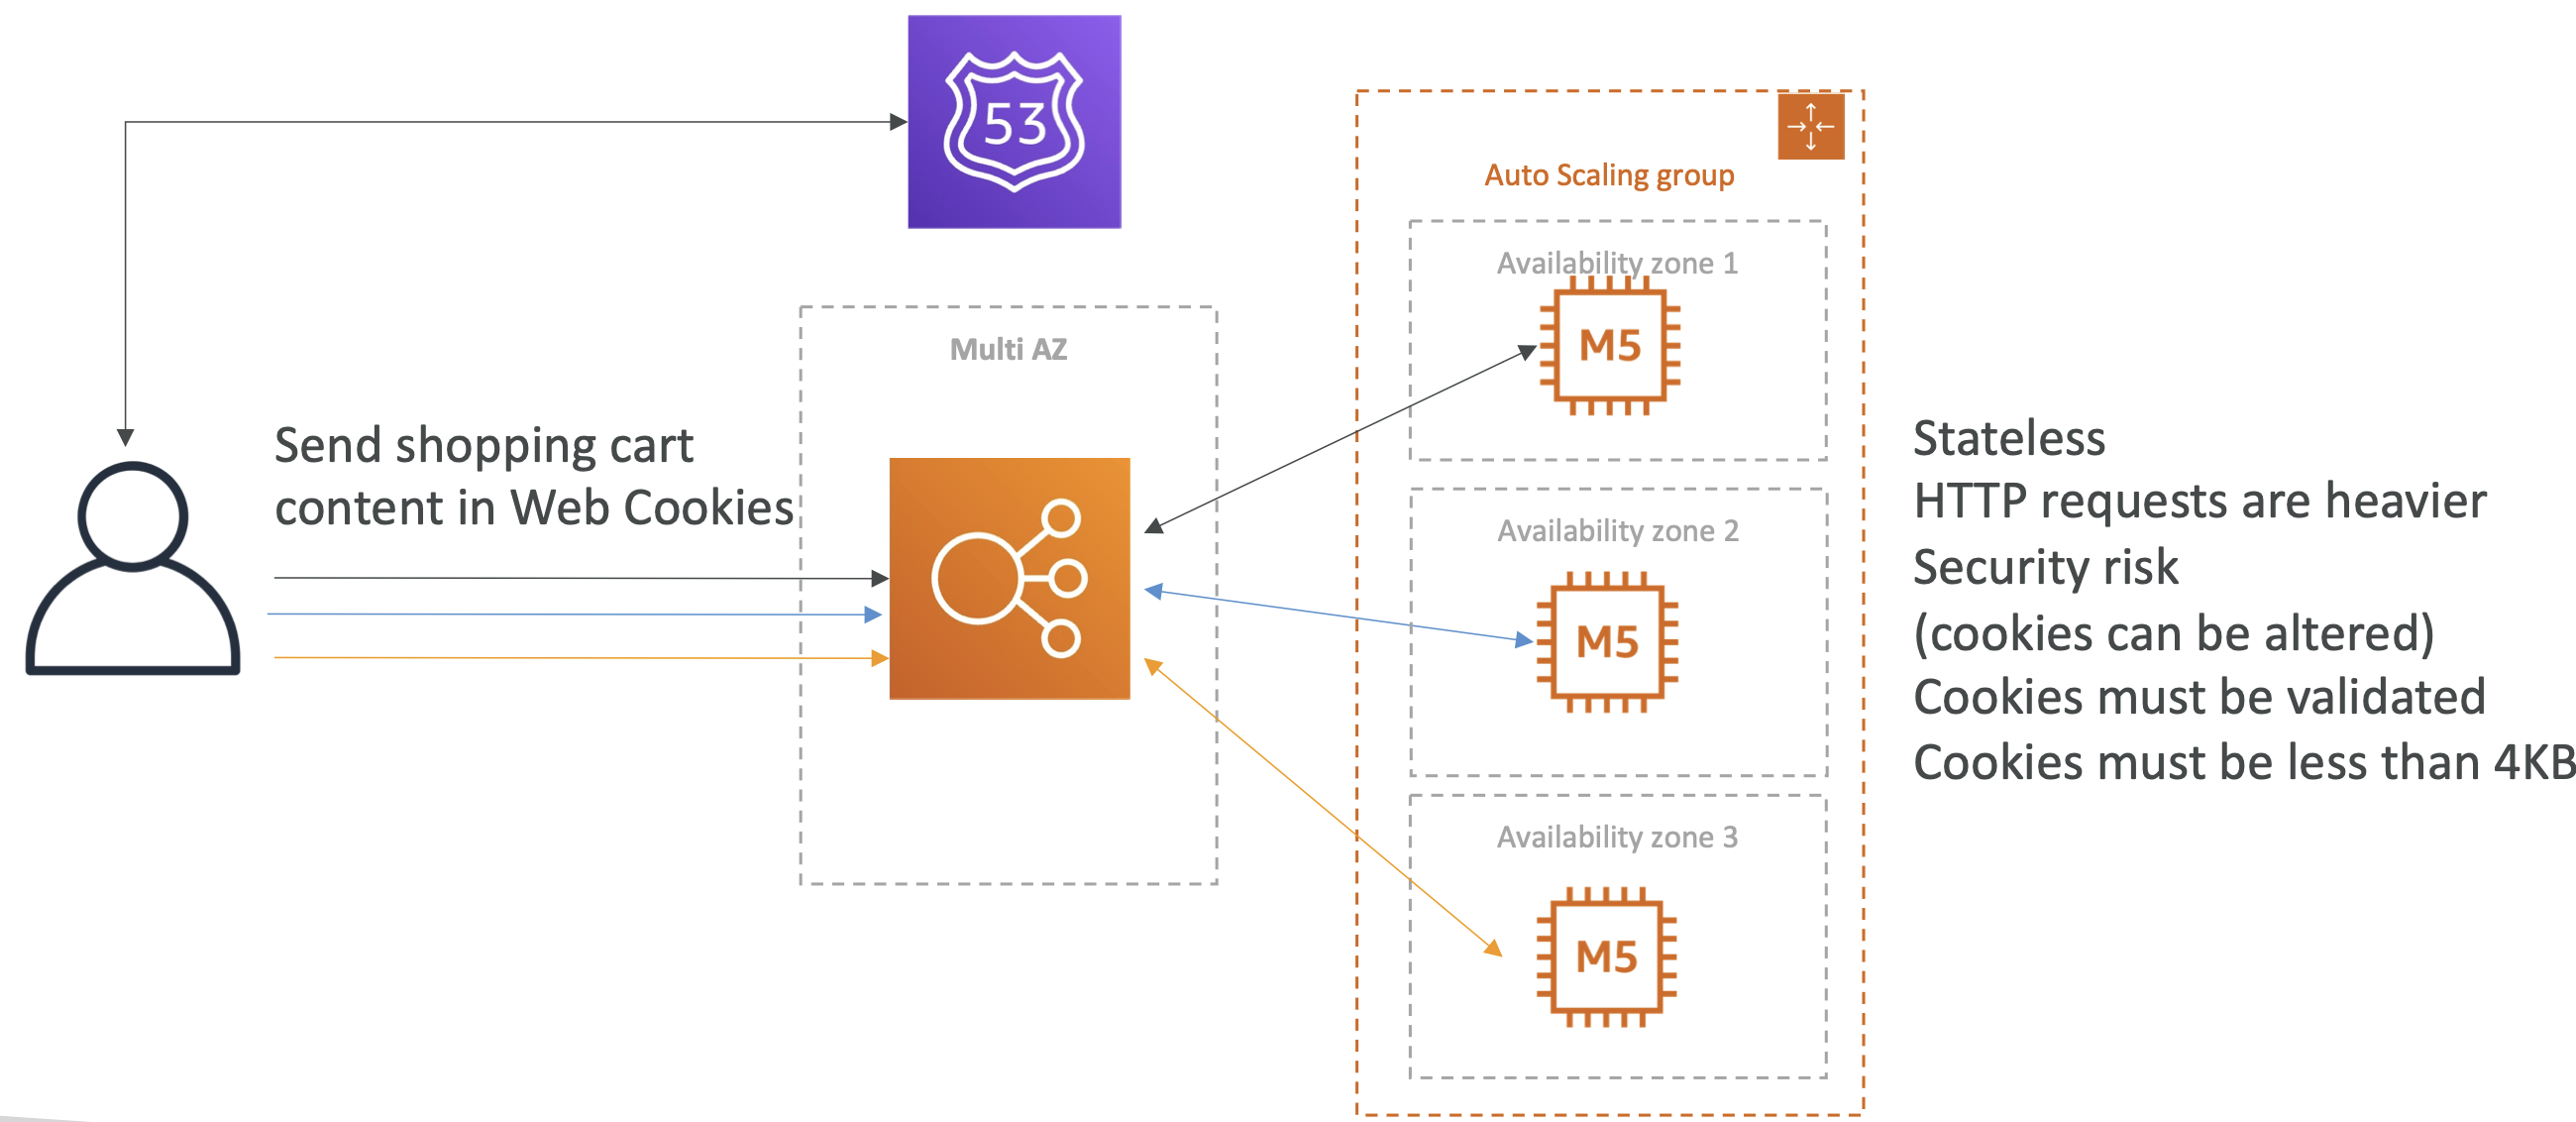 53
Auto Scaling group
Availability zone 1
M5
Multi AZ
Send shopping cart
content in Web Cookies
Availability zone 2
M5
Availability zone 3
M5
Stateless
HTTP requests are heavier
Security risk
(cookies can be altered)
Cookies must be validated
Cookies must be less than 4KB